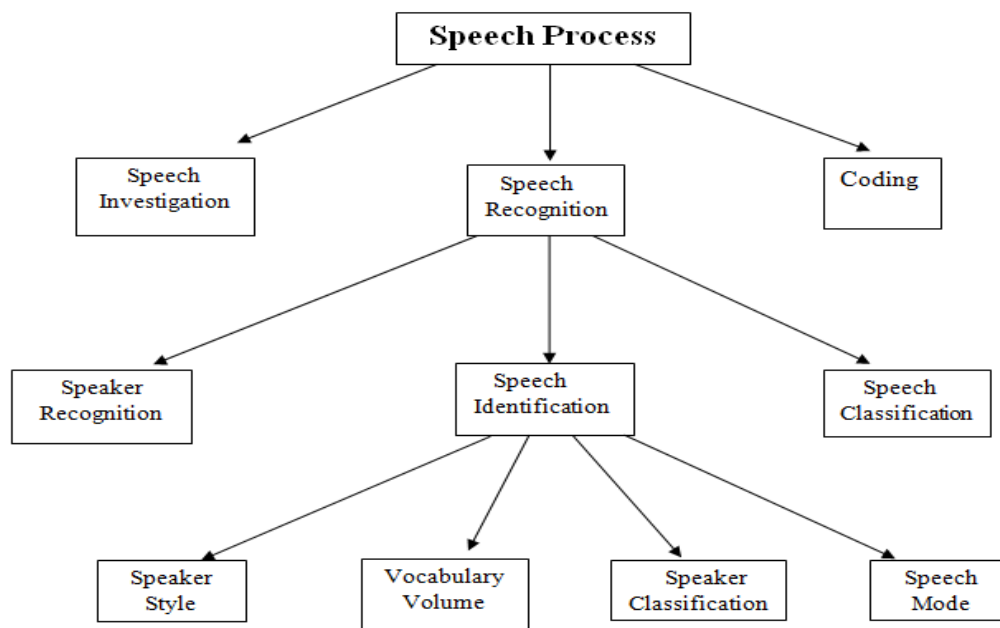 Speech Process
Speech
Investigation
Speech
Recognition
Coding
Speaker
Recognition
Speech
Identification
Speech
Classification
Speaker
Style
Vocabulary
Volume
Speaker
Classification
Speech
Mode